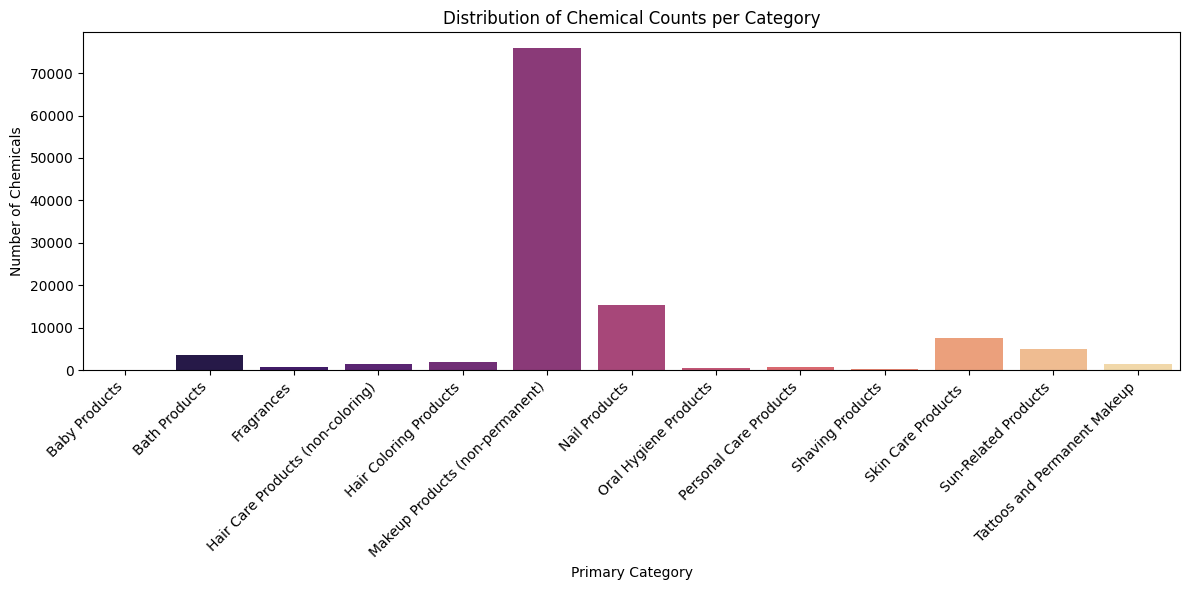 Distribution of Chemical Counts per Category
Number of Chemicals
70000
60000
50000
40000
30000
20000
10000
0
Baby Products
Bath Products
Fragrances
Hair Care Products (non-coloring)
Hair Coloring Products
Makeup Products (non-permanent)
Nail Products
Oral Hygiene Products
Personal Care Products
Shaving Products
Skin Care Products
Sun-Related Products
Tattoos and Permanent Makeup
Primary Category